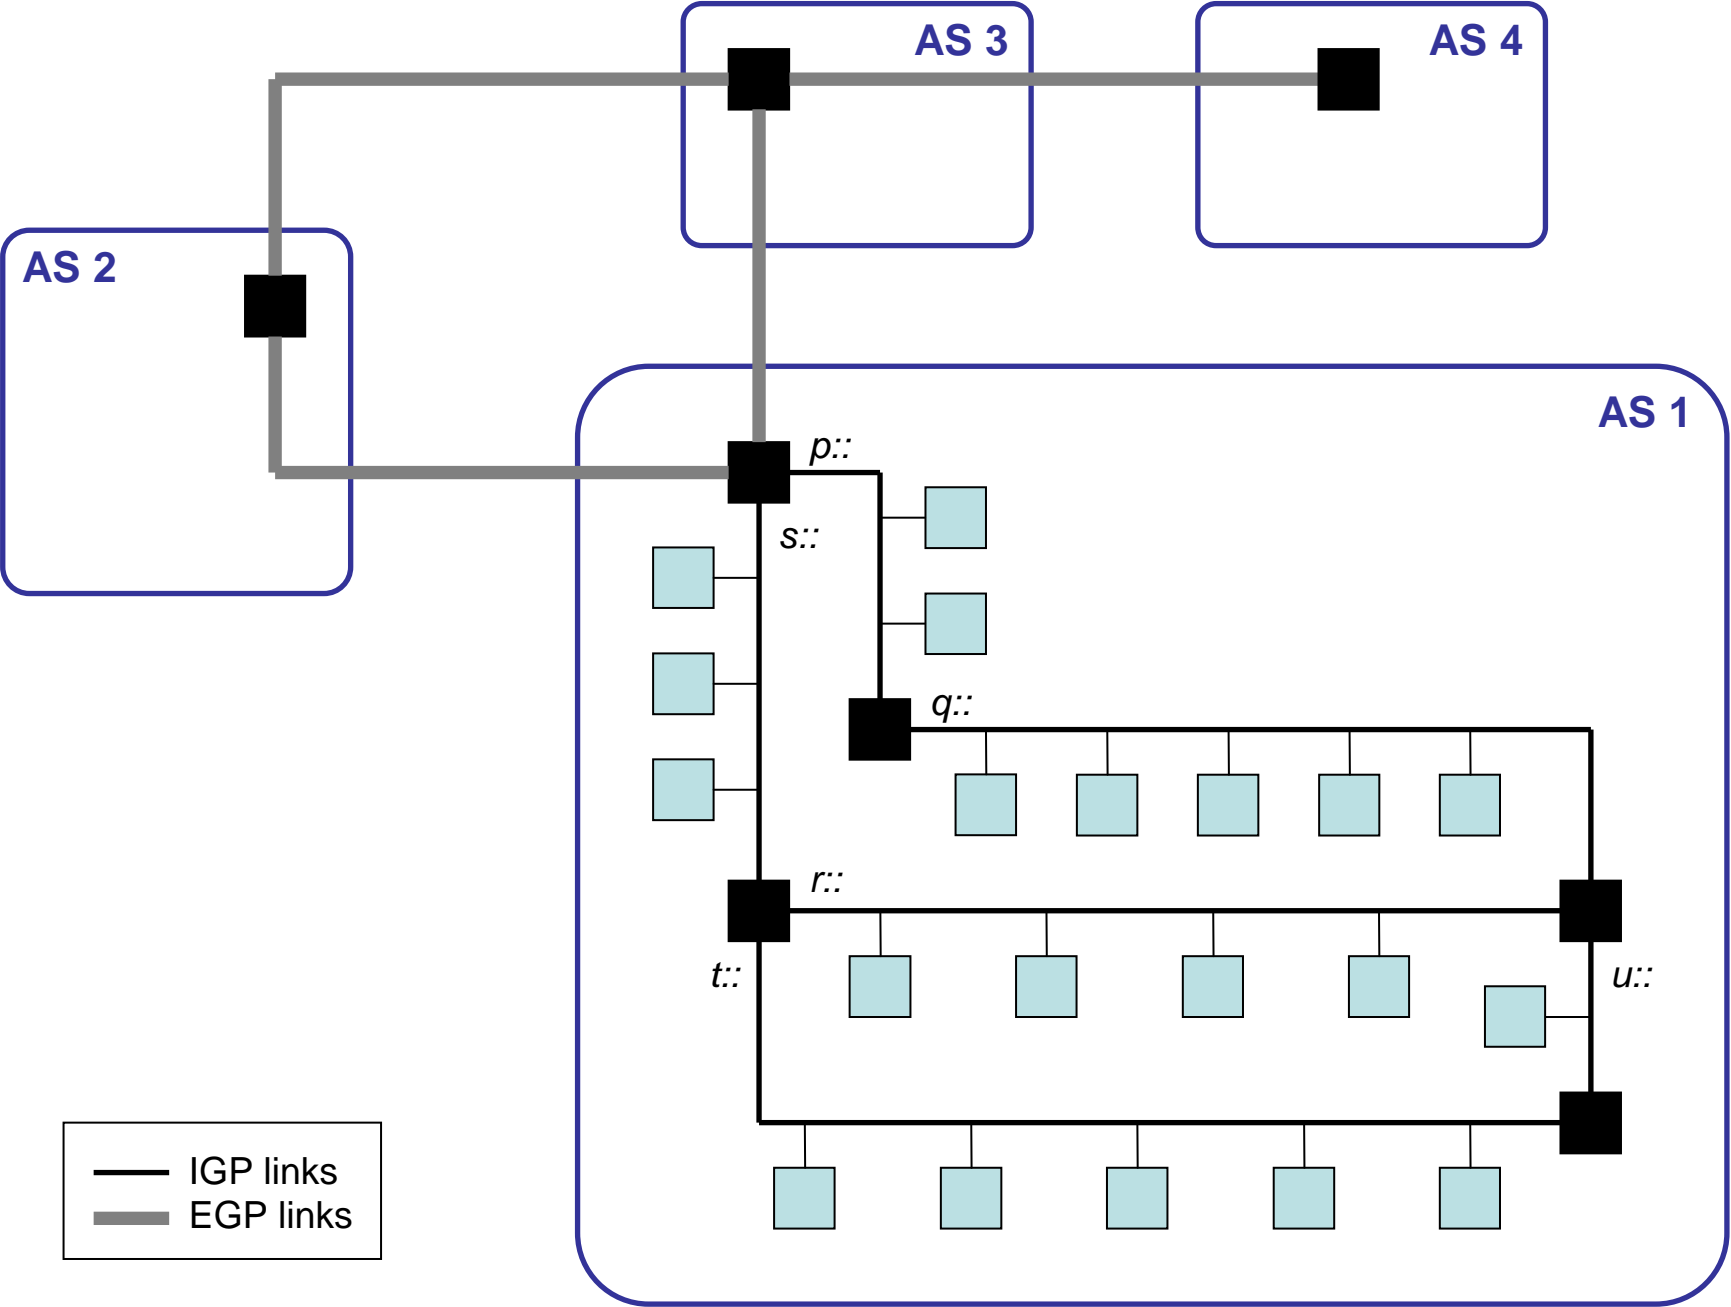 AS 3
AS 4
AS 2
AS 1
p::
s::
q::
r::
t::
u::
IGP links
EGP links